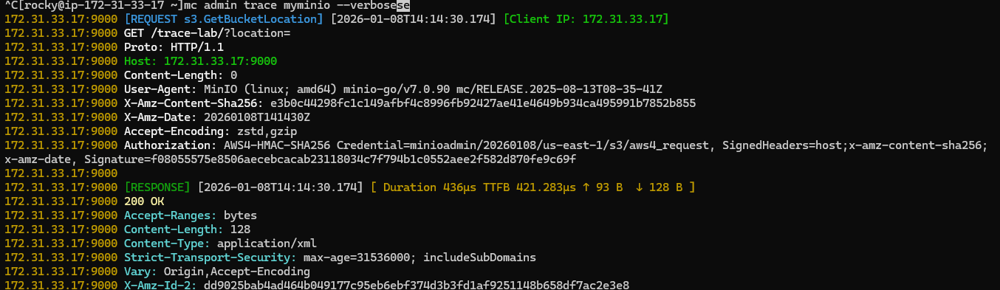 ^C[rocky@ip-172-31-33-17 ~]mc admin trace myminio --verbosese
172.31.33.17:9000 [REQUEST s3.GetBucketLocation] [2026-01-08T14:14:30.174] [Client IP: 172.31.33.17]
172.31.33.17:9000 GET /trace-lab/?location=
172.31.33.17:9000 Proto: HTTP/1.1
172.31.33.17:9000 Host: 172.31.33.17:9000
172.31.33.17:9000 Content-Length: 0
172.31.33.17:9000 User-Agent: MinIO (linux; amd64) minio-go/v7.0.90 mc/RELEASE.2025-08-13T08-35-41Z
172.31.33.17:9000 X-Amz-Content-Sha256: e3b0c44298fc1c149afbf4c8996fb92427ae41e4649b934ca495991b7852b855
172.31.33.17:9000 X-Amz-Date: 20260108T141430Z
172.31.33.17:9000 Accept-Encoding: zstd,gzip
172.31.33.17:9000 Authorization: AWS4-HMAC-SHA256 Credential=minioadmin/20260108/us-east-1/s3/aws4_request, SignedHeaders=host;x-amz-content-sha256;
x-amz-date, Signature=f08055575e8506aecebcacab23118034c7f794b1c0552aee2f582d870fe9c69f
172.31.33.17:9000
172.31.33.17:9000 [RESPONSE] [2026-01-08T14:14:30.174] [ Duration 436µs TTFB 421.283µs ↑ 93 B  ↓ 128 B ]
172.31.33.17:9000 200 OK
172.31.33.17:9000 Accept-Ranges: bytes
172.31.33.17:9000 Content-Length: 128
172.31.33.17:9000 Content-Type: application/xml
172.31.33.17:9000 Strict-Transport-Security: max-age=31536000; includeSubDomains
172.31.33.17:9000 Vary: Origin,Accept-Encoding
172.31.33.17:9000 X-Amz-Id-2: dd9025bab4ad464b049177c95eb6ebf374d3b3fd1af9251148b658df7ac2e3e8